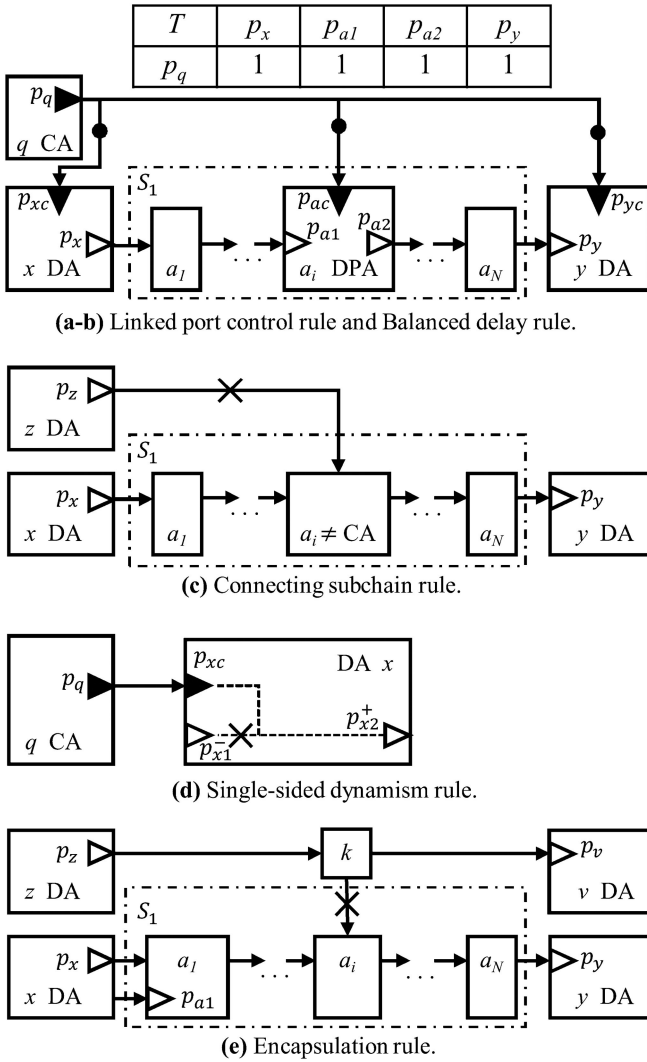 T p_x p_a1 p_a2 p_y
p_q 1 1 1 1
p_q
q CA
S_1
p_xc p_ac p_yc
p_x p_a1 p_a2 p_y
x DA a_1 ... a_i DPA ... a_N y DA
(a-b) Linked port control rule and Balanced delay rule.
p_z
z DA
S_1
p_x p_y
x DA a_1 ... a_i ≠ CA ... a_N y DA
(c) Connecting subchain rule.
p_xc DA x
p_q
p_x2^+
q CA p_x1^-
(d) Single-sided dynamism rule.
p_z k p_v
z DA v DA
S_1
p_x a_1 ... a_i ... a_N p_y
x DA p_a1 y DA
(e) Encapsulation rule.